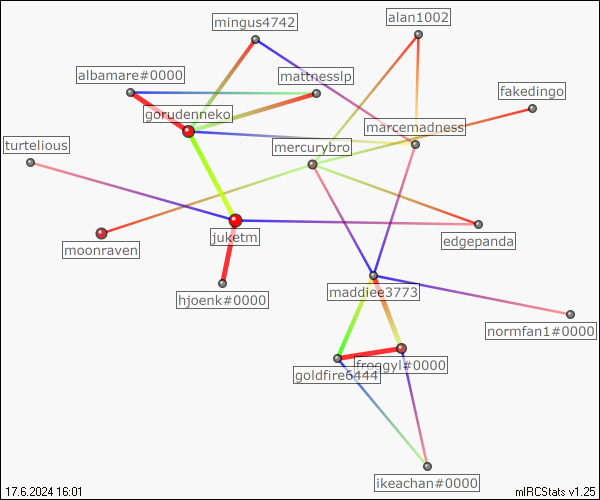 mingus4742
alan1002
albamare#0000
mattnesslp
fakedingo
gorudenneko
marcemadness
turtelious
mercurybro
juketm
edgepanda
moonraven
hjoenk#0000
maddiee3773
normfan1#0000
froggyl#0000
goldfire6444
ikeachan#0000
17.6.2024 16:01
mIRCStats v1.25